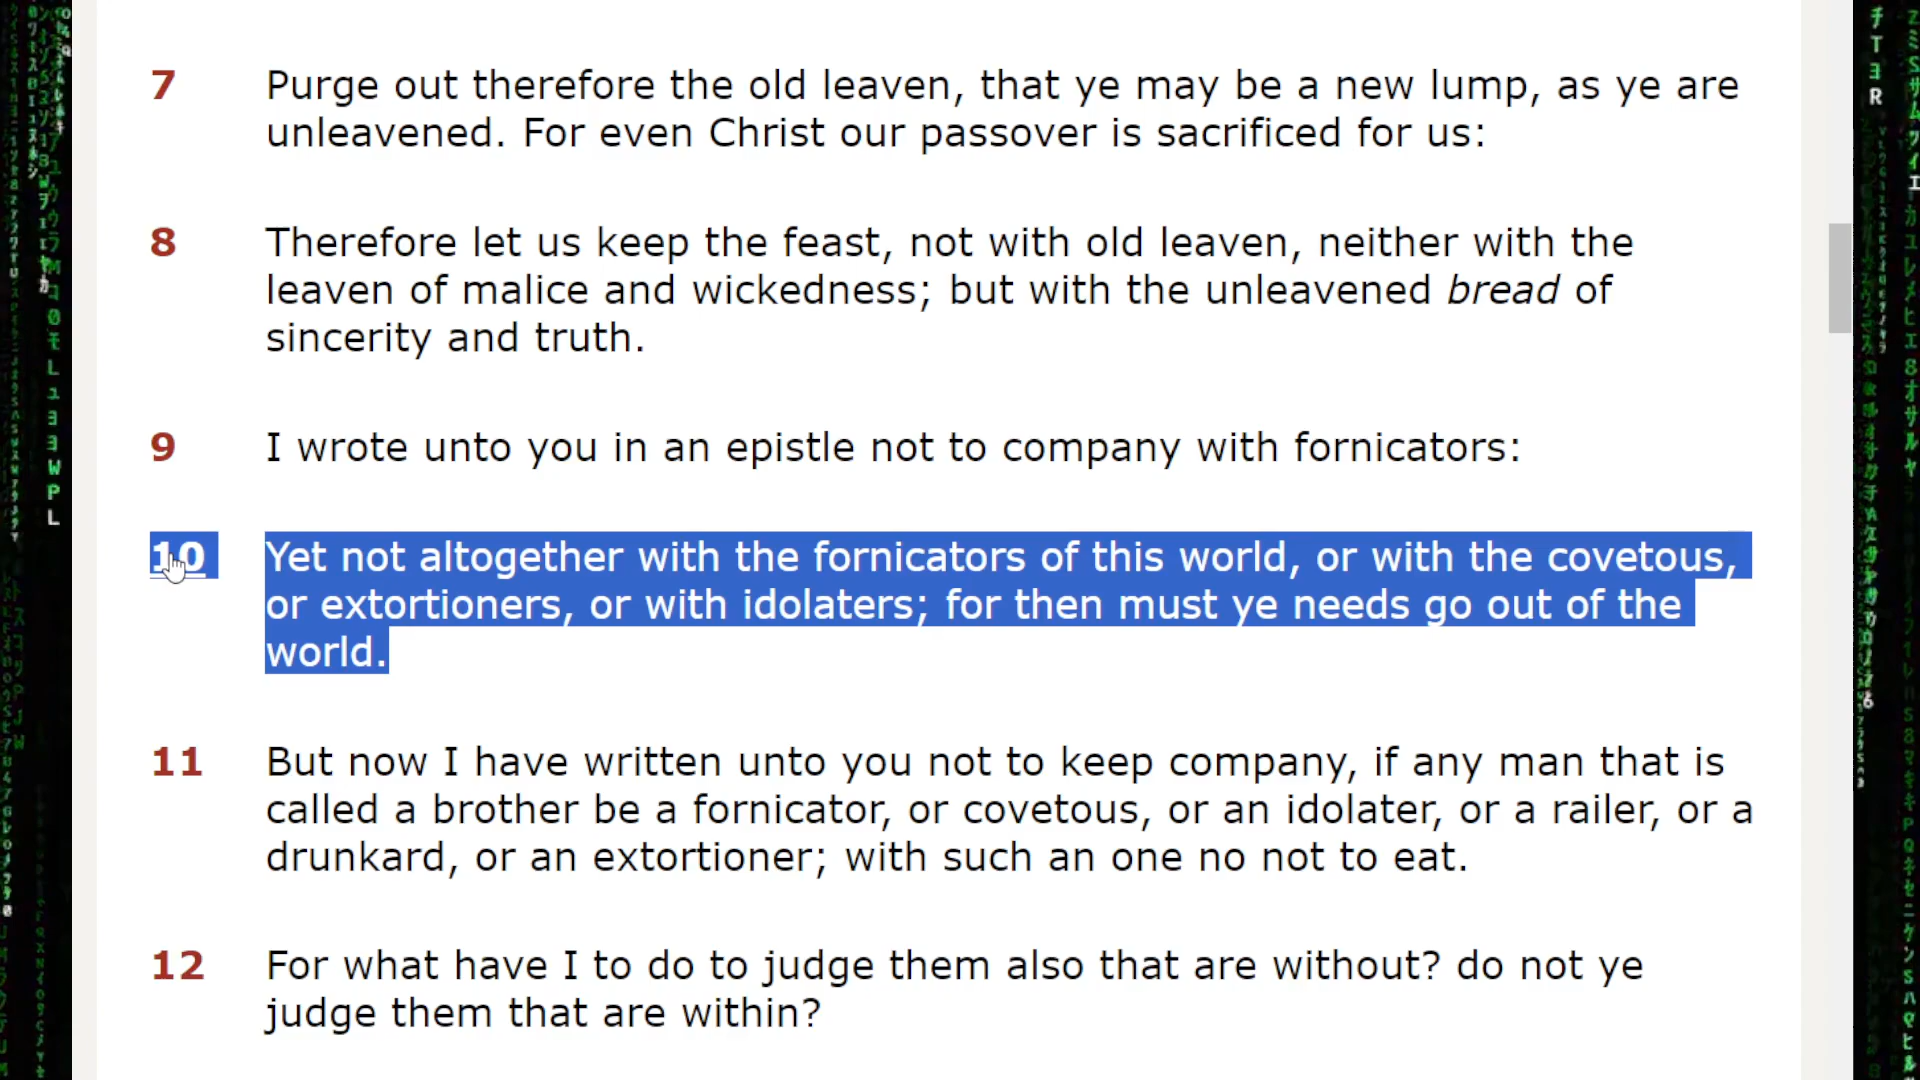 7 Purge out therefore the old leaven, that ye may be a new lump, as ye are
unleavened. For even Christ our passover is sacrificed for us:
8 Therefore let us keep the feast, not with old leaven, neither with the
leaven of malice and wickedness; but with the unleavened bread of
sincerity and truth.
9 I wrote unto you in an epistle not to company with fornicators:
10 Yet not altogether with the fornicators of this world, or with the covetous,
or extortioners, or with idolaters; for then must ye needs go out of the
world.
11 But now I have written unto you not to keep company, if any man that is
called a brother be a fornicator, or covetous, or an idolater, or a railer, or a
drunkard, or an extortioner; with such an one no not to eat.
12 For what have I to do to judge them also that are without? do not ye
judge them that are within?